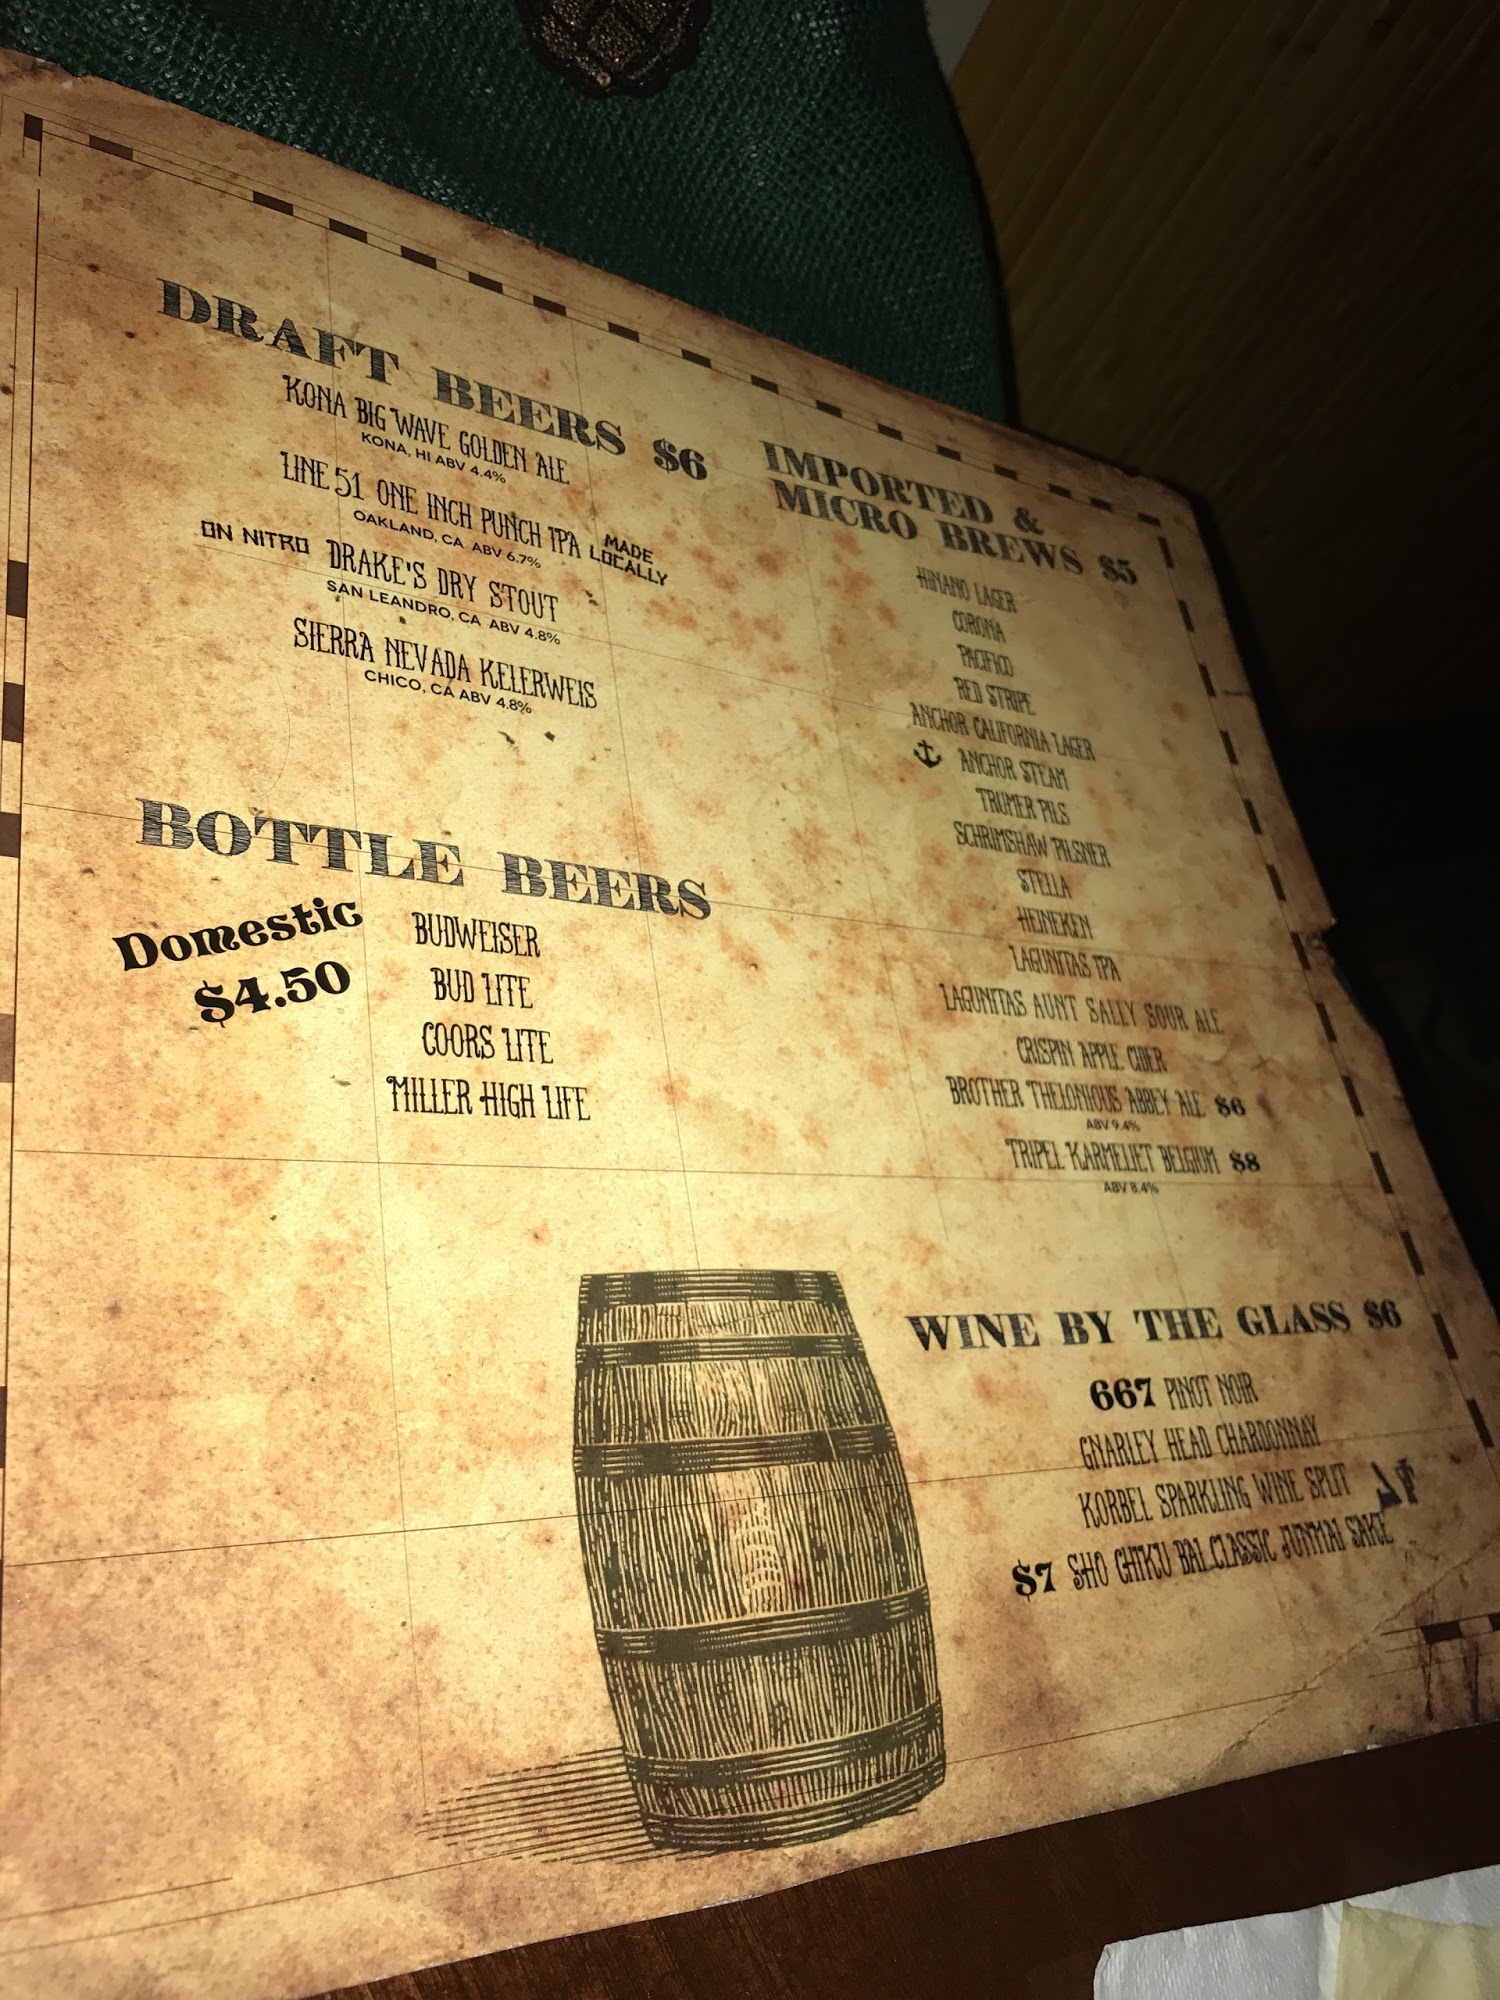 DRAFT BEERS $6
KONA BIG WAVE GOLDEN ALE
KONA, HI ABV 4.4%
LINE 51 ONE INCH PUNCH IPA MADE LOCALLY
OAKLAND, CA ABV 6.7%
ON NITRO DRAKE'S DRY STOUT
SAN LEANDRO, CA ABV 4.8%
SIERRA NEVADA KELERWEIS
CHICO, CA ABV 4.8%
BOTTLE BEERS
Domestic
$4.50
BUDWEISER
BUD LITE
COORS LITE
MILLER HIGH LIFE
IMPORTED &
MICRO BREWS $5
HINANO LAGER
CORONA
PACIFICO
RED STRIPE
ANCHOR CALIFORNIA LAGER
ANCHOR STEAM
TRUMER PILS
SCHRIMSHAW PILSNER
STELLA
HEINEKEN
LAGUNITAS IPA
LAGUNITAS AUNT SALLY SOUR ALE
CRISPIN APPLE CIDER
BROTHER THELONIOUS ABBEY ALE $6
ABV 9.4%
TRIPEL KARMELIET BELGIUM $8
ABV 8.4%
WINE BY THE GLASS $6
667 PINOT NOIR
GNARLEY HEAD CHARDONNAY
KORBEL SPARKLING WINE SPLIT
$7 SHO CHIKU BAI CLASSIC JUNMAI SAKE